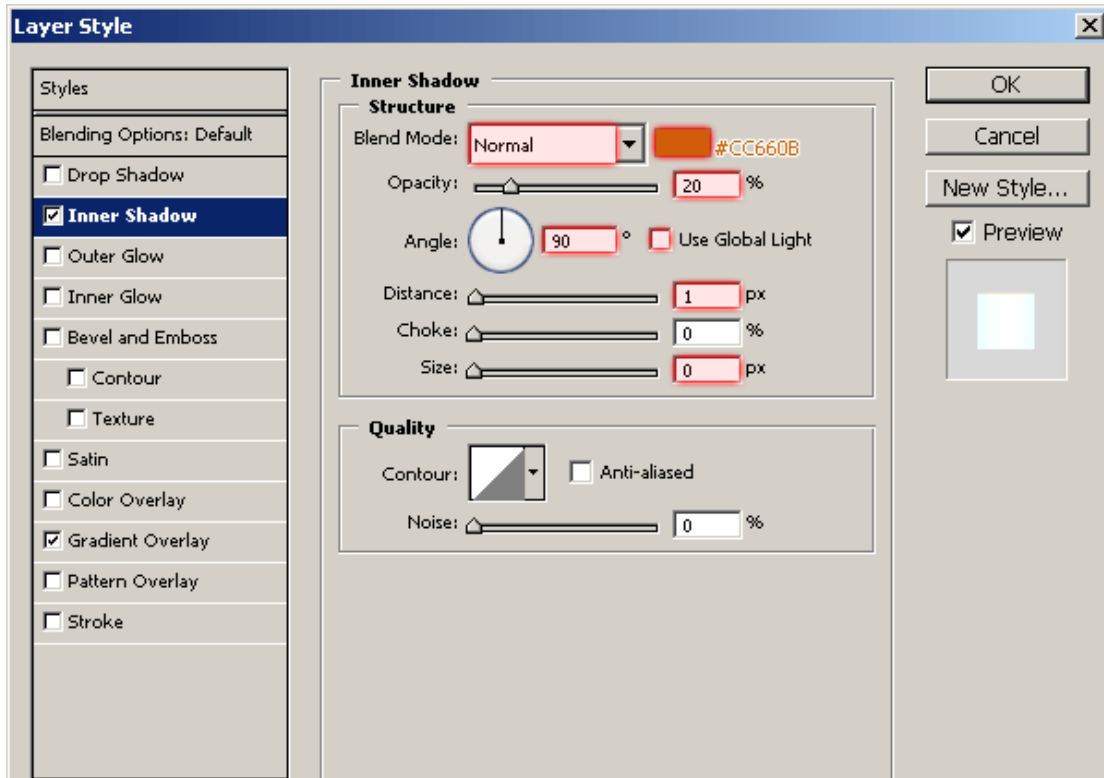 Layer Style
Styles
Blending Options: Default
Drop Shadow
Inner Shadow
Outer Glow
Inner Glow
Bevel and Emboss
Contour
Texture
Satin
Color Overlay
Gradient Overlay
Pattern Overlay
Stroke
Inner Shadow
Structure
Blend Mode: Normal #CC660B
Opacity: 20 %
Angle: 90 ° Use Global Light
Distance: 1 px
Choke: 0 %
Size: 0 px
Quality
Contour: Anti-aliased
Noise: 0 %
OK
Cancel
New Style...
Preview